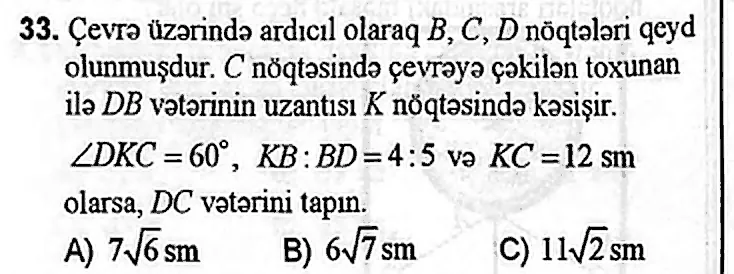 33. Çevrə üzərində ardıcıl olaraq B, C, D nöqtələri qeyd
olunmuşdur. C nöqtəsində çevrəyə çəkilən toxunan
ilə DB vətərinin uzantısı K nöqtəsində kəsişir.
∠DKC = 60°, KB : BD = 4 : 5 və KC = 12 sm
olarsa, DC vətərini tapın.
A) 7√6 sm B) 6√7 sm C) 11√2 sm